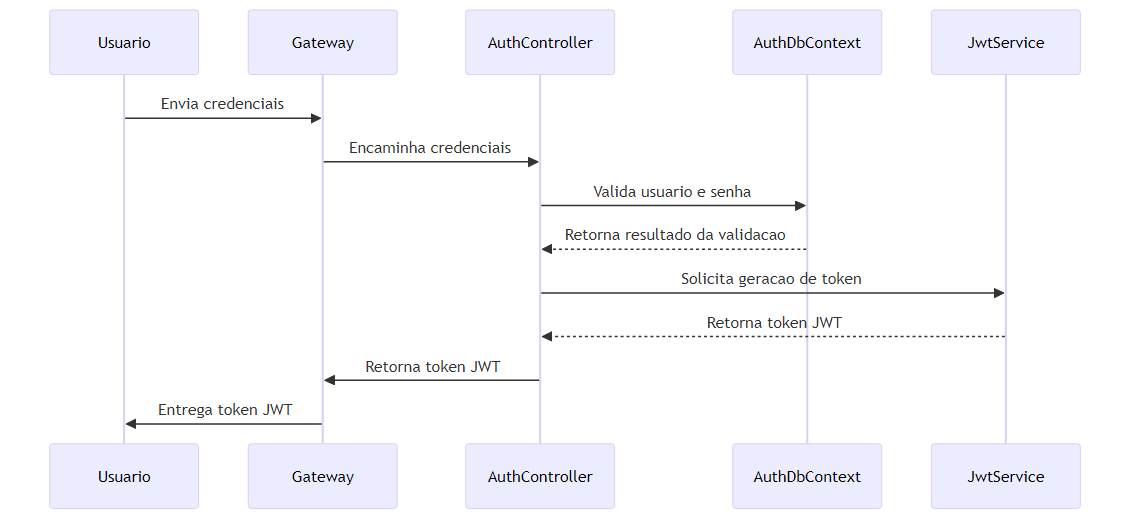 Usuario
Gateway
AuthController
AuthDbContext
JwtService
Envia credenciais
Encaminha credenciais
Valida usuario e senha
Retorna resultado da validacao
Solicita geracao de token
Retorna token JWT
Retorna token JWT
Entrega token JWT
Usuario
Gateway
AuthController
AuthDbContext
JwtService